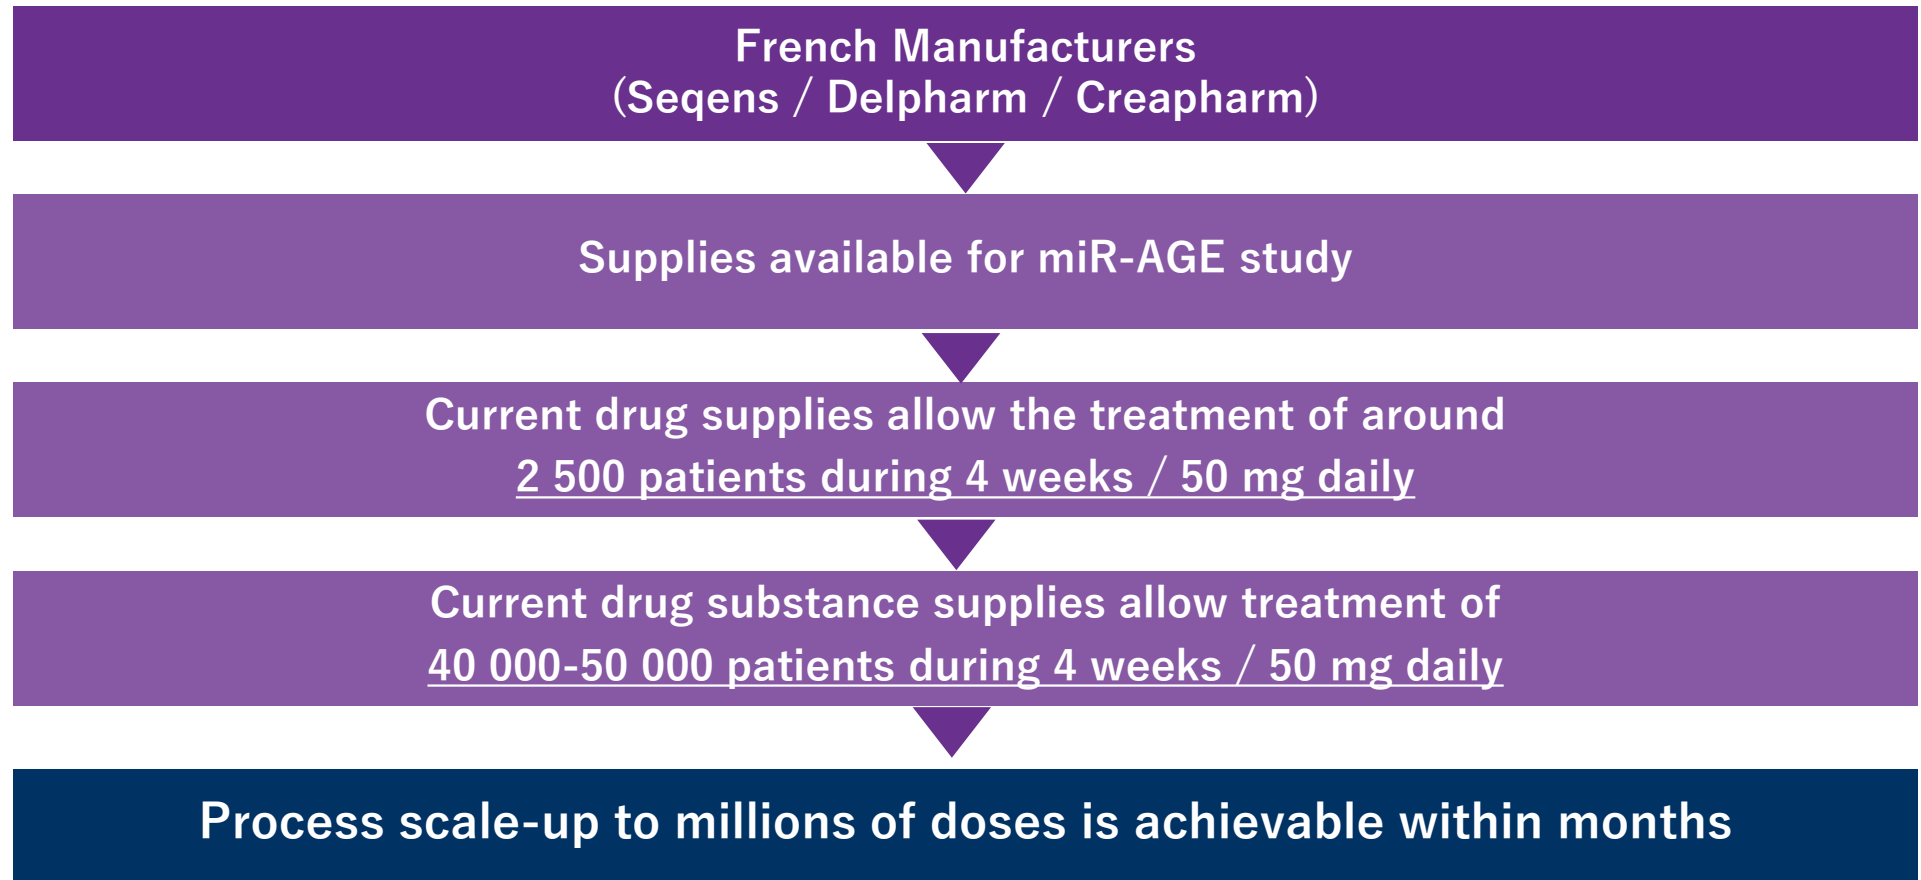 French Manufacturers
(Seqens / Delpharm / Creapharm)
Supplies available for miR-AGE study
Current drug supplies allow the treatment of around
2 500 patients during 4 weeks / 50 mg daily
Current drug substance supplies allow treatment of
40 000-50 000 patients during 4 weeks / 50 mg daily
Process scale-up to millions of doses is achievable within months